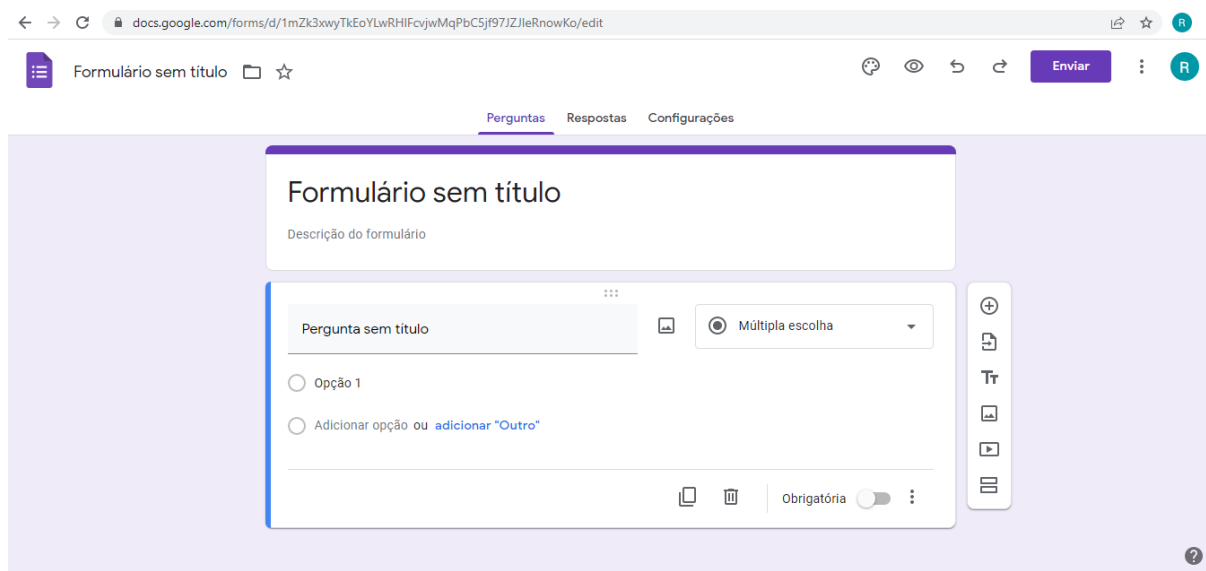 docs.google.com/forms/d/1mZk3xwyTkEoYLwRHIFcvjwMqPbC5jf97JZJleRnowKo/edit
R
Formulário sem título
Enviar
R
Perguntas Respostas Configurações
Formulário sem título
Descrição do formulário
Pergunta sem título
Múltipla escolha
Opção 1
Adicionar opção ou adicionar "Outro"
Obrigatória